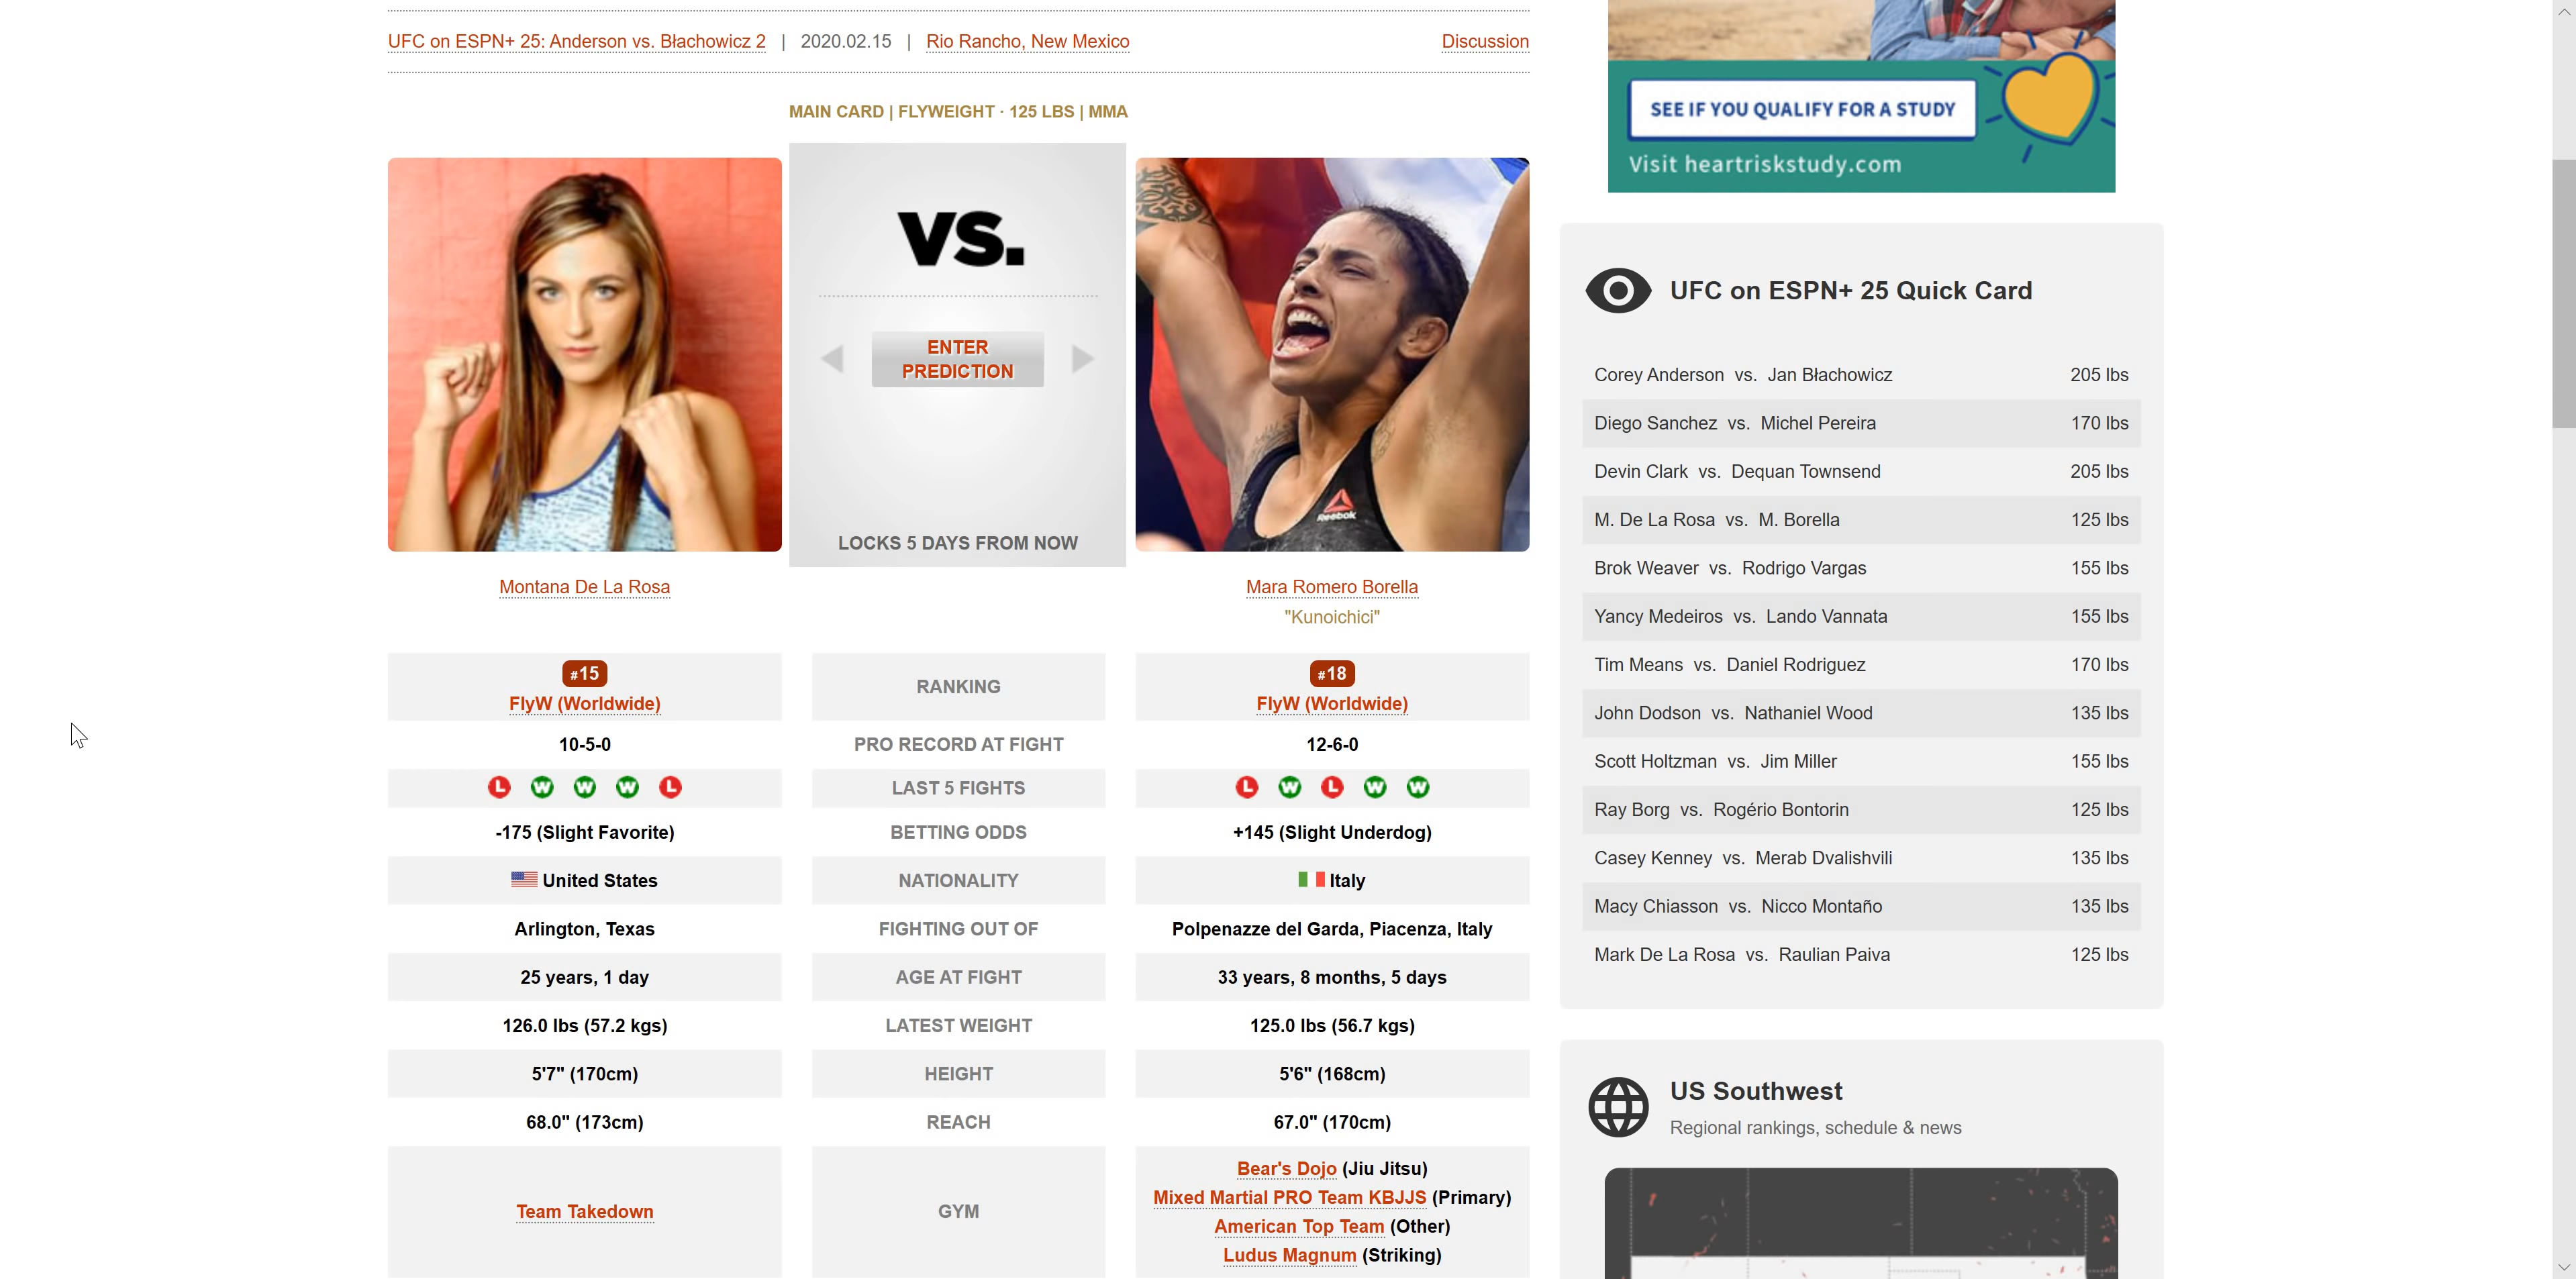 UFC on ESPN+ 25: Anderson vs. Błachowicz 2 | 2020.02.15 | Rio Rancho, New Mexico
Discussion
MAIN CARD | FLYWEIGHT · 125 LBS | MMA
VS.
ENTER
PREDICTION
LOCKS 5 DAYS FROM NOW
Reebok
Montana De La Rosa
Mara Romero Borella
"Kunoichici"
#15
FlyW (Worldwide)
RANKING
#18
FlyW (Worldwide)
10-5-0 PRO RECORD AT FIGHT 12-6-0
L W W W L LAST 5 FIGHTS L W L W W
-175 (Slight Favorite) BETTING ODDS +145 (Slight Underdog)
United States NATIONALITY Italy
Arlington, Texas FIGHTING OUT OF Polpenazze del Garda, Piacenza, Italy
25 years, 1 day AGE AT FIGHT 33 years, 8 months, 5 days
126.0 lbs (57.2 kgs) LATEST WEIGHT 125.0 lbs (56.7 kgs)
5'7" (170cm) HEIGHT 5'6" (168cm)
68.0" (173cm) REACH 67.0" (170cm)
Team Takedown
GYM
Bear's Dojo (Jiu Jitsu)
Mixed Martial PRO Team KBJJS (Primary)
American Top Team (Other)
Ludus Magnum (Striking)
SEE IF YOU QUALIFY FOR A STUDY
Visit heartriskstudy.com
UFC on ESPN+ 25 Quick Card
Corey Anderson vs. Jan Błachowicz 205 lbs
Diego Sanchez vs. Michel Pereira 170 lbs
Devin Clark vs. Dequan Townsend 205 lbs
M. De La Rosa vs. M. Borella 125 lbs
Brok Weaver vs. Rodrigo Vargas 155 lbs
Yancy Medeiros vs. Lando Vannata 155 lbs
Tim Means vs. Daniel Rodriguez 170 lbs
John Dodson vs. Nathaniel Wood 135 lbs
Scott Holtzman vs. Jim Miller 155 lbs
Ray Borg vs. Rogério Bontorin 125 lbs
Casey Kenney vs. Merab Dvalishvili 135 lbs
Macy Chiasson vs. Nicco Montaño 135 lbs
Mark De La Rosa vs. Raulian Paiva 125 lbs
US Southwest
Regional rankings, schedule & news